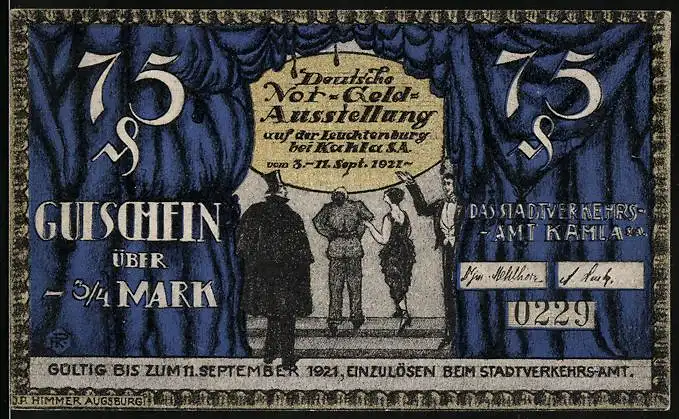 75
₰
Deutsche
Not-Geld-
Ausstellung
auf der Leuchtenburg
bei Kahla S.A.
vom 3.-11. Sept. 1921-
75
₰
GUTSCHEIN
ÜBER
- 3/4 MARK
DAS STADTVERKEHRS-
- AMT KAHLA S.A.
0229
GÜLTIG BIS ZUM 11. SEPTEMBER 1921, EINZULÖSEN BEIM STADTVERKEHRS-AMT.
J.P. HIMMER AUGSBURG